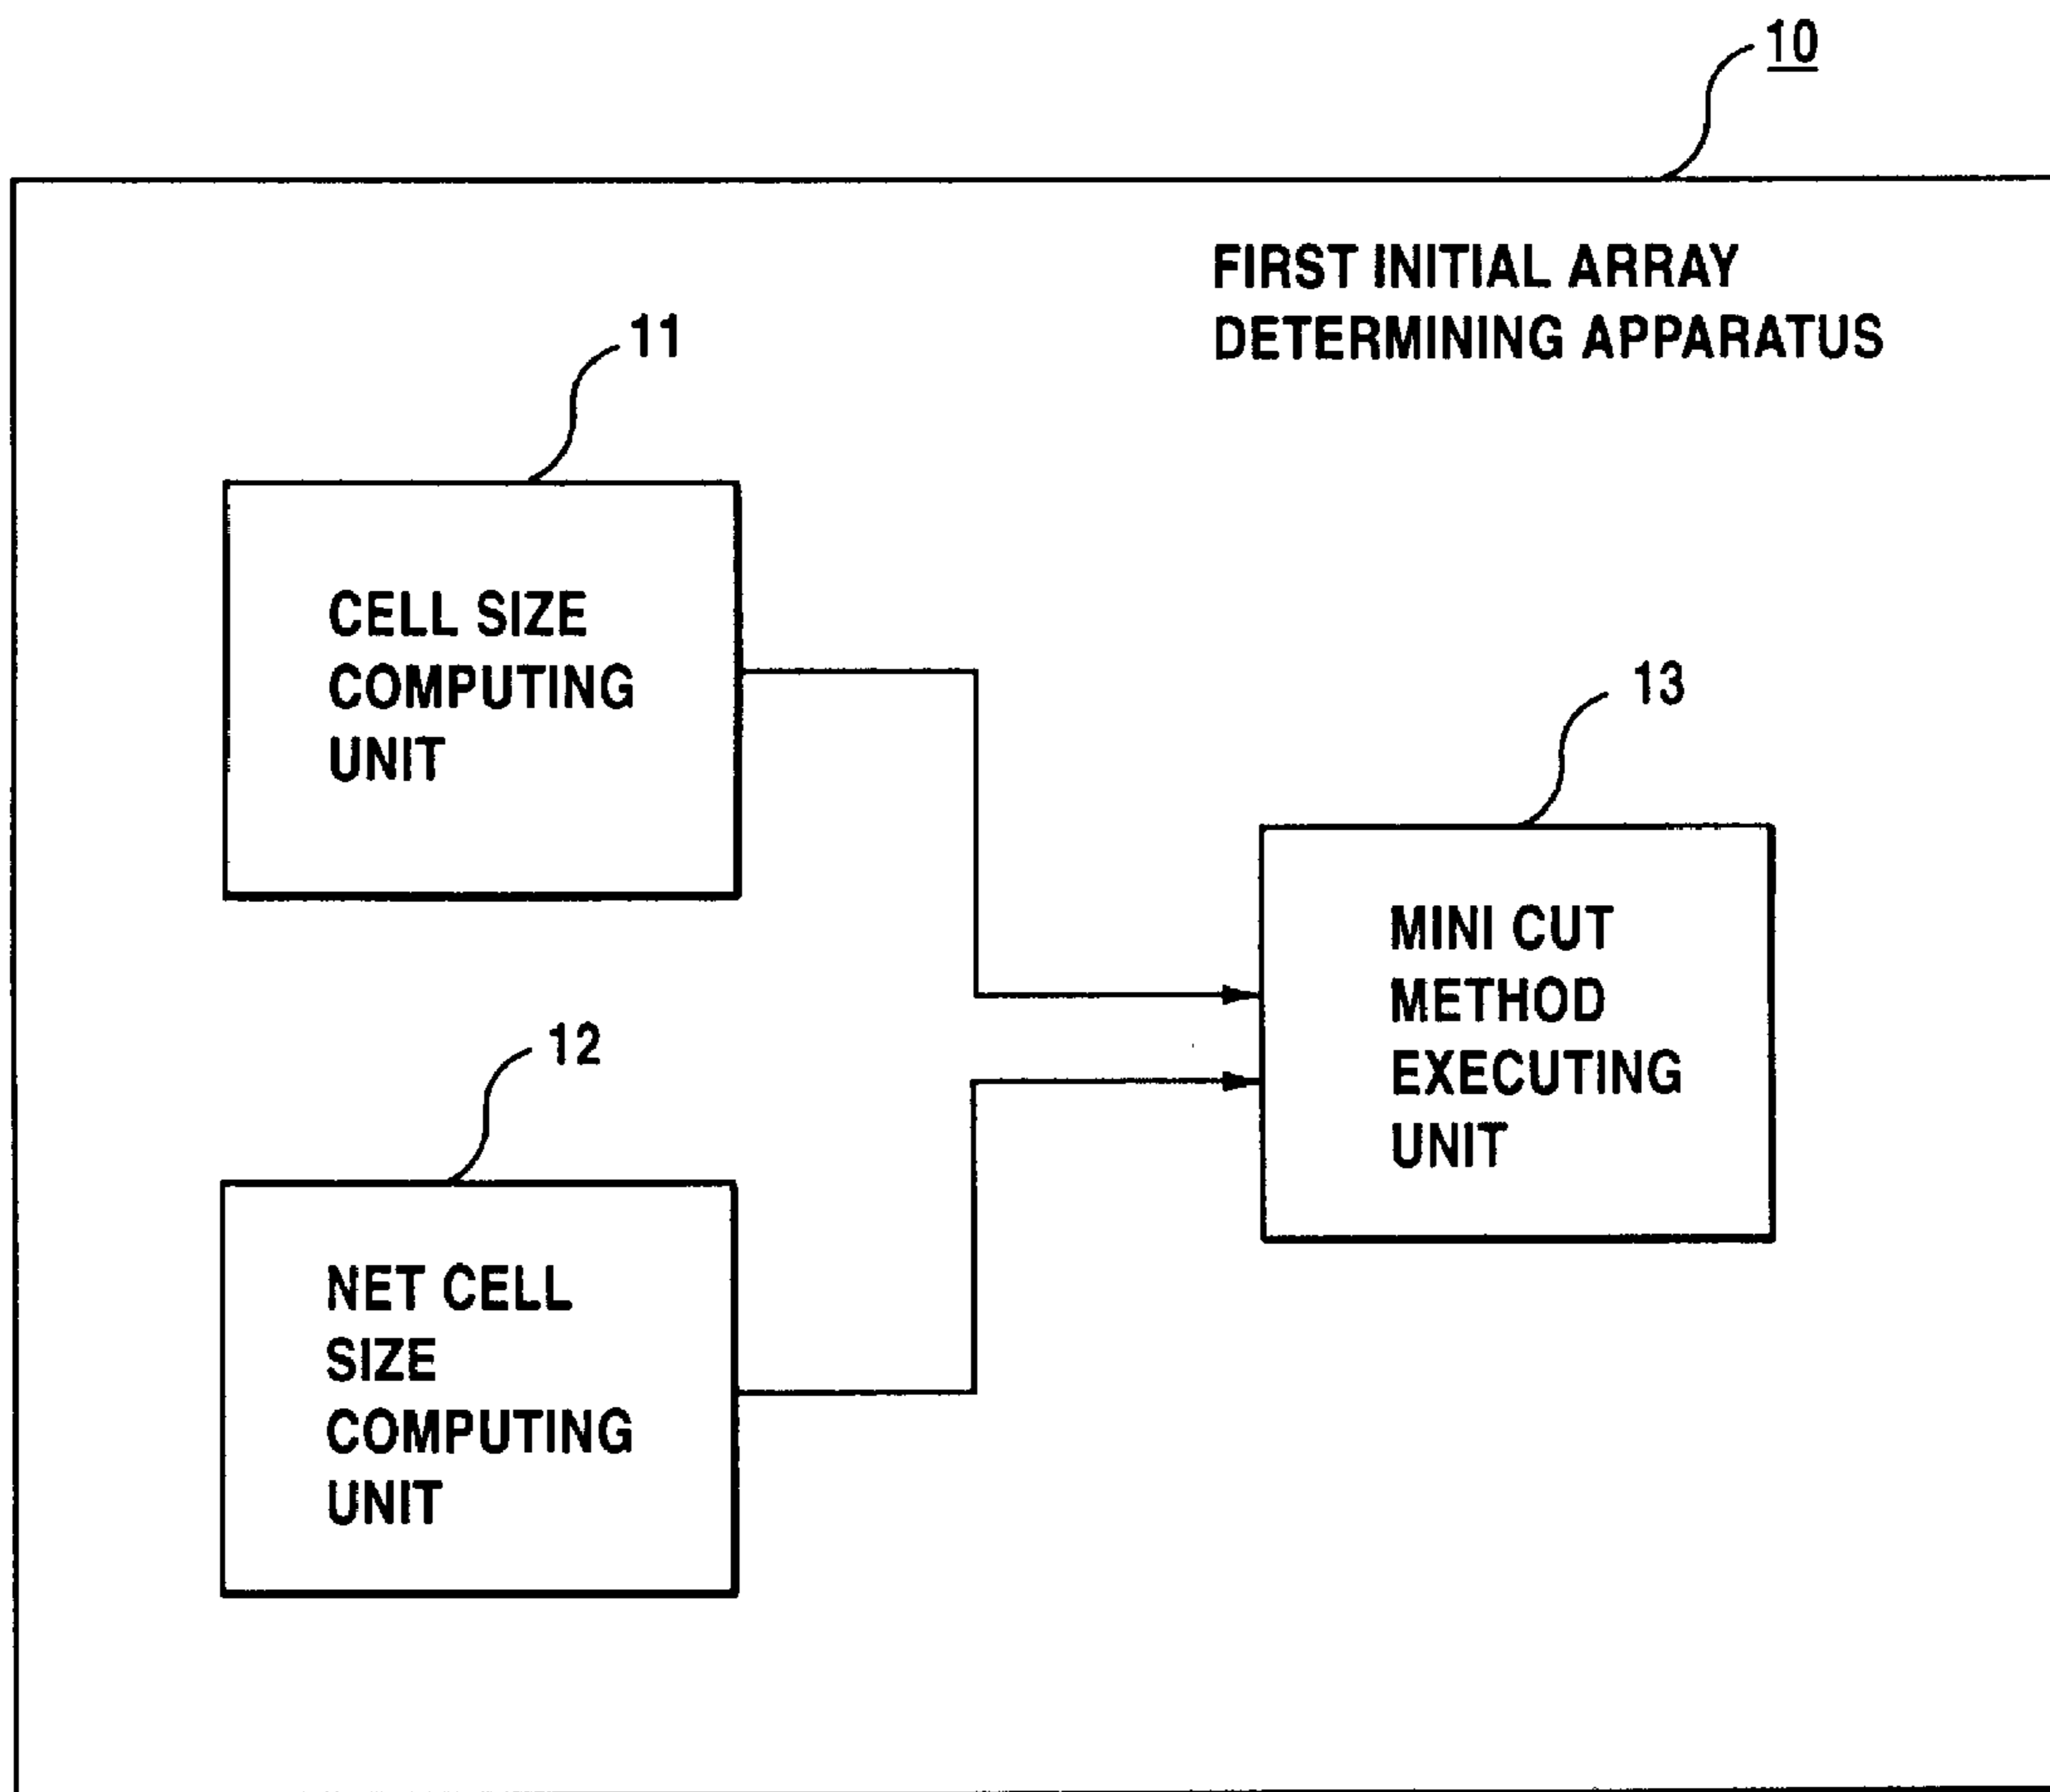 10
FIRST INITIAL ARRAY
DETERMINING APPARATUS
11
CELL SIZE
COMPUTING
UNIT
13
MINI CUT
METHOD
EXECUTING
UNIT
12
NET CELL
SIZE
COMPUTING
UNIT